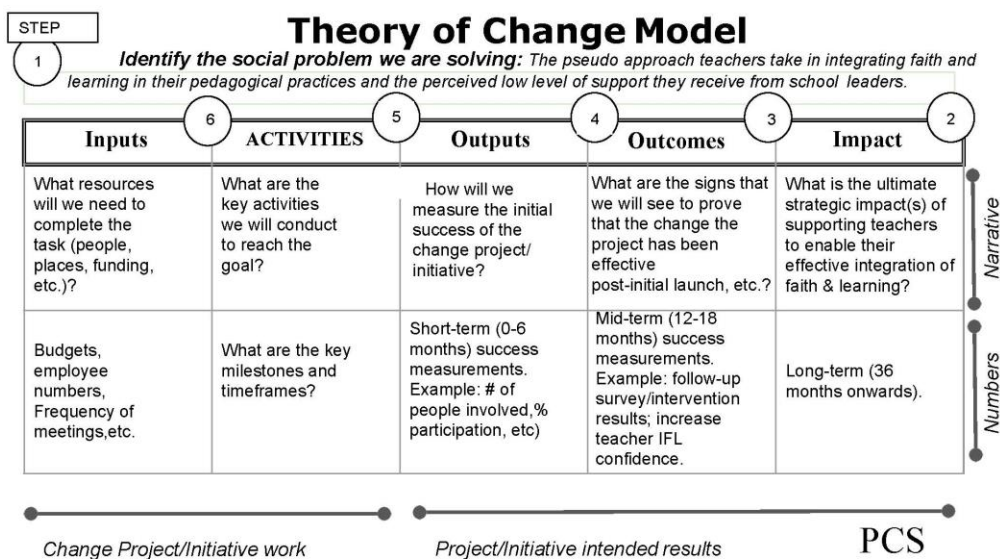 STEP
Theory of Change Model
1
Identify the social problem we are solving: The pseudo approach teachers take in integrating faith and
learning in their pedagogical practices and the perceived low level of support they receive from school leaders.
Inputs
6
ACTIVITIES
5
Outputs
4
Outcomes
3
Impact
2
What resources
will we need to
complete the
task (people,
places, funding,
etc.)?
What are the
key activities
we will conduct
to reach the
goal?
How will we
measure the initial
success of the
change project/
initiative?
What are the signs that
we will see to prove
that the change the
project has been
effective
post-initial launch, etc.?
What is the ultimate
strategic impact(s) of
supporting teachers
to enable their
effective integration of
faith & learning?
Narrative
Budgets,
employee
numbers,
Frequency of
meetings,etc.
What are the key
milestones and
timeframes?
Short-term (0-6
months) success
measurements.
Example: # of
people involved,%
participation, etc)
Mid-term (12-18
months) success
measurements.
Example: follow-up
survey/intervention
results; increase
teacher IFL
confidence.
Long-term (36
months onwards).
Numbers
Change Project/Initiative work
Project/Initiative intended results
PCS